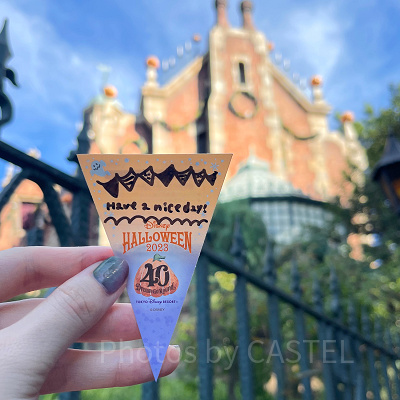 Have a nice day!
Disney
HALLOWEEN
2023
40
TOKYO DISNEY RESORT
Photos by CASTEL